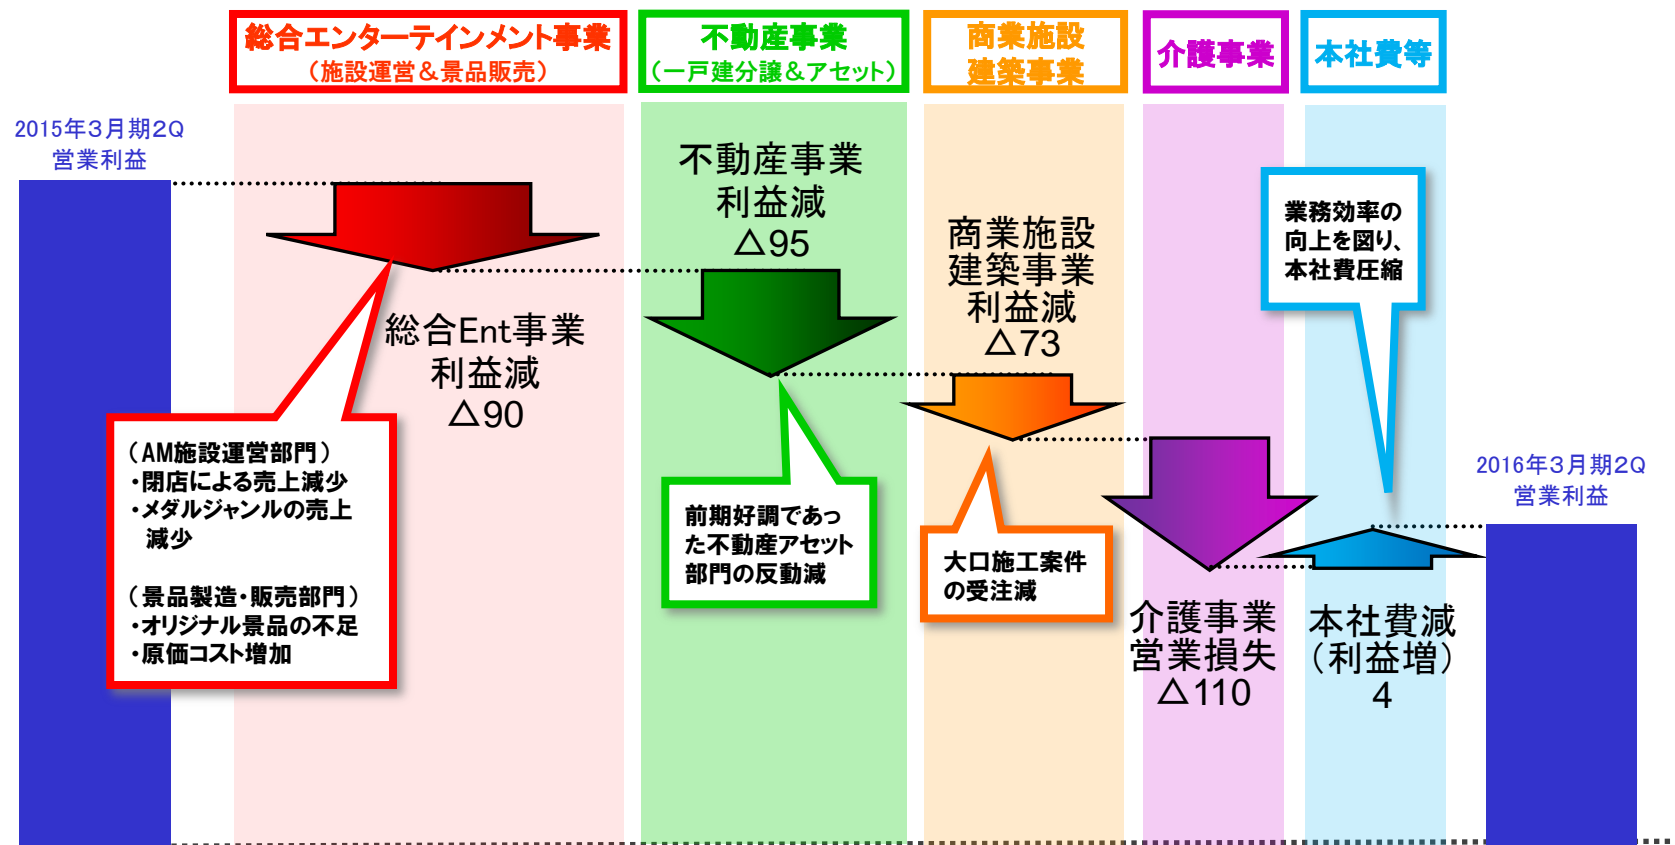 総合エンターテインメント事業
（施設運営＆景品販売）
不動産事業
（一戸建分譲＆アセット）
商業施設
建築事業
介護事業
本社費等
2015年3月期2Q
営業利益
総合Ent事業
利益減
△90
（AM施設運営部門）
・閉店による売上減少
・メダルジャンルの売上
減少
（景品製造・販売部門）
・オリジナル景品の不足
・原価コスト増加
不動産事業
利益減
△95
前期好調であっ
た不動産アセット
部門の反動減
商業施設
建築事業
利益減
△73
大口施工案件
の受注減
介護事業
営業損失
△110
業務効率の
向上を図り、
本社費圧縮
本社費減
（利益増）
4
2016年3月期2Q
営業利益